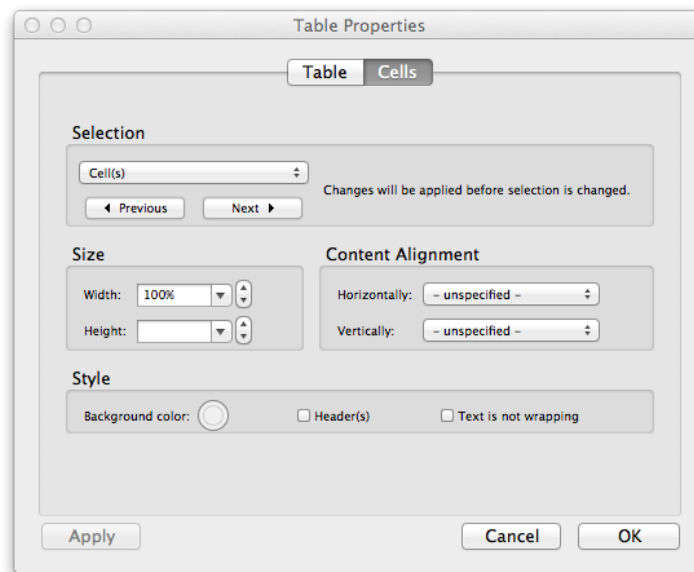 Table Properties
Table Cells
Selection
Cell(s)
Previous Next
Changes will be applied before selection is changed.
Size
Width: 100%
Height:
Content Alignment
Horizontally: - unspecified -
Vertically: - unspecified -
Style
Background color: Header(s) Text is not wrapping
Apply Cancel OK